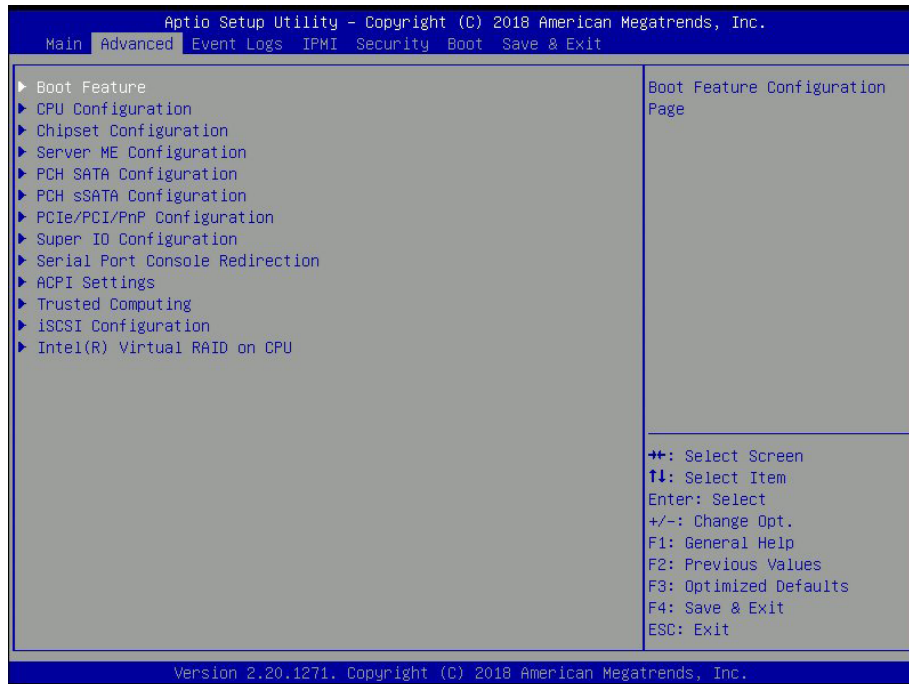 Aptio Setup Utility – Copyright (C) 2018 American Megatrends, Inc.
Main Advanced Event Logs IPMI Security Boot Save & Exit
▶ Boot Feature
▶ CPU Configuration
▶ Chipset Configuration
▶ Server ME Configuration
▶ PCH SATA Configuration
▶ PCH sSATA Configuration
▶ PCIe/PCI/PnP Configuration
▶ Super IO Configuration
▶ Serial Port Console Redirection
▶ ACPI Settings
▶ Trusted Computing
▶ iSCSI Configuration
▶ Intel(R) Virtual RAID on CPU
Boot Feature Configuration
Page
→←: Select Screen
↑↓: Select Item
Enter: Select
+/-: Change Opt.
F1: General Help
F2: Previous Values
F3: Optimized Defaults
F4: Save & Exit
ESC: Exit
Version 2.20.1271. Copyright (C) 2018 American Megatrends, Inc.